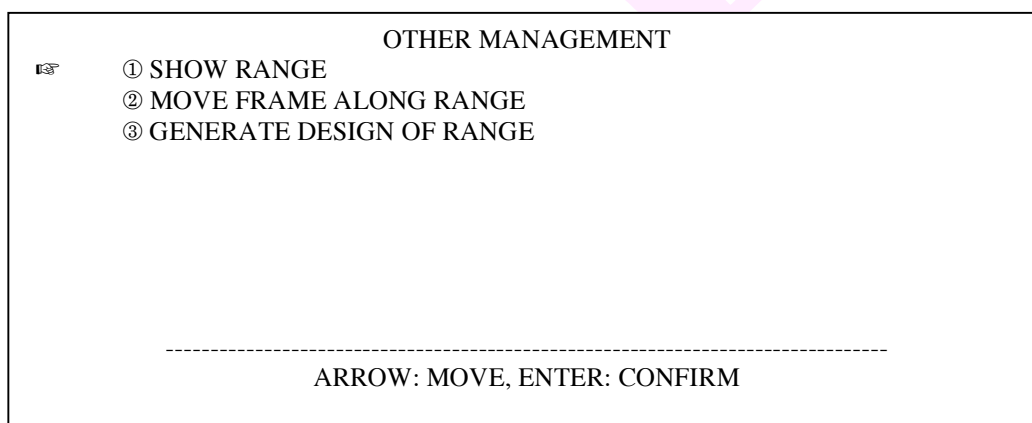 OTHER MANAGEMENT
☞ ① SHOW RANGE
② MOVE FRAME ALONG RANGE
③ GENERATE DESIGN OF RANGE
--------------------------------------------------------------------------------
ARROW: MOVE, ENTER: CONFIRM